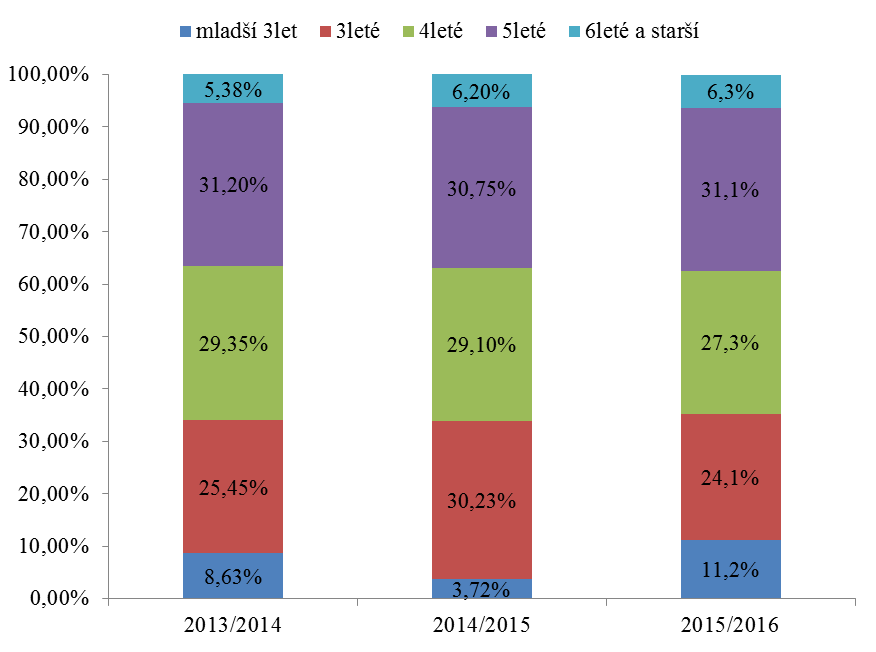 mladší 3let 3leté 4leté 5leté 6leté a starší
100,00%
90,00%
80,00%
70,00%
60,00%
50,00%
40,00%
30,00%
20,00%
10,00%
0,00%
5,38% 6,20% 6,3%
31,20% 30,75% 31,1%
29,35% 29,10% 27,3%
25,45% 30,23% 24,1%
8,63% 3,72% 11,2%
2013/2014 2014/2015 2015/2016